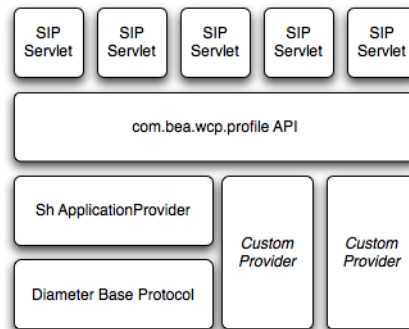 SIP
Servlet
SIP
Servlet
SIP
Servlet
SIP
Servlet
SIP
Servlet
com.bea.wcp.profile API
Sh ApplicationProvider
Custom
Provider
Custom
Provider
Diameter Base Protocol